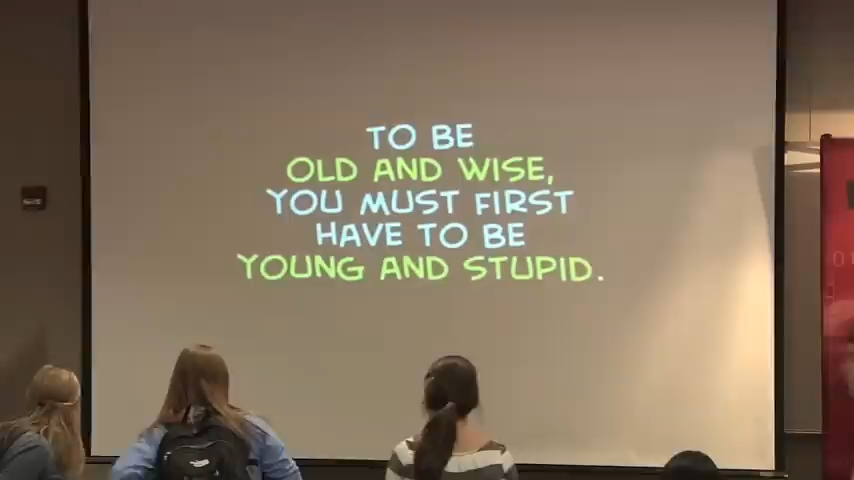 TO BE
OLD AND WISE,
YOU MUST FIRST
HAVE TO BE
YOUNG AND STUPID.